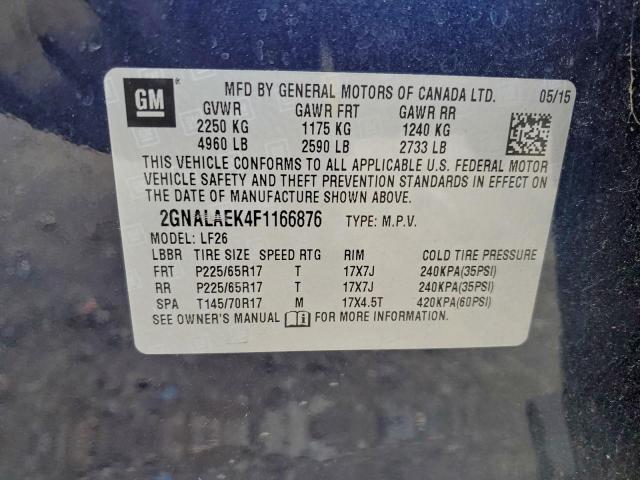 GM MFD BY GENERAL MOTORS OF CANADA LTD. 05/15
GVWR GAWR FRT GAWR RR
2250 KG 1175 KG 1240 KG
4960 LB 2590 LB 2733 LB
THIS VEHICLE CONFORMS TO ALL APPLICABLE U.S. FEDERAL MOTOR
VEHICLE SAFETY AND THEFT PREVENTION STANDARDS IN EFFECT ON
THE DATE OF MANUFACTURE SHOWN ABOVE.
2GNALAEK4F1166876 TYPE: M.P.V.
MODEL: LF26
LBBR TIRE SIZE SPEED RTG RIM COLD TIRE PRESSURE
FRT P225/65R17 T 17X7J 240KPA(35PSI)
RR P225/65R17 T 17X7J 240KPA(35PSI)
SPA T145/70R17 M 17X4.5T 420KPA(60PSI)
SEE OWNER'S MANUAL FOR MORE INFORMATION.